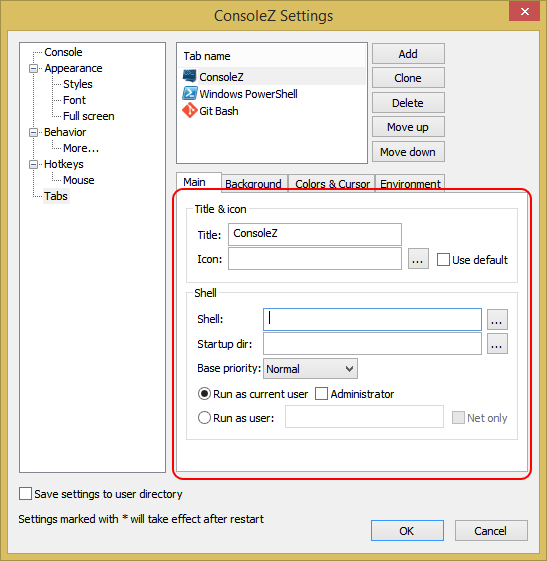 ConsoleZ Settings
Console
Appearance
Styles
Font
Full screen
Behavior
More...
Hotkeys
Mouse
Tabs
Tab name
ConsoleZ
Windows PowerShell
Git Bash
Add
Clone
Delete
Move up
Move down
Main Background Colors & Cursor Environment
Title & icon
Title: ConsoleZ
Icon: ... Use default
Shell
Shell: ...
Startup dir: ...
Base priority: Normal
Run as current user Administrator
Run as user: Net only
Save settings to user directory
Settings marked with * will take effect after restart
OK Cancel